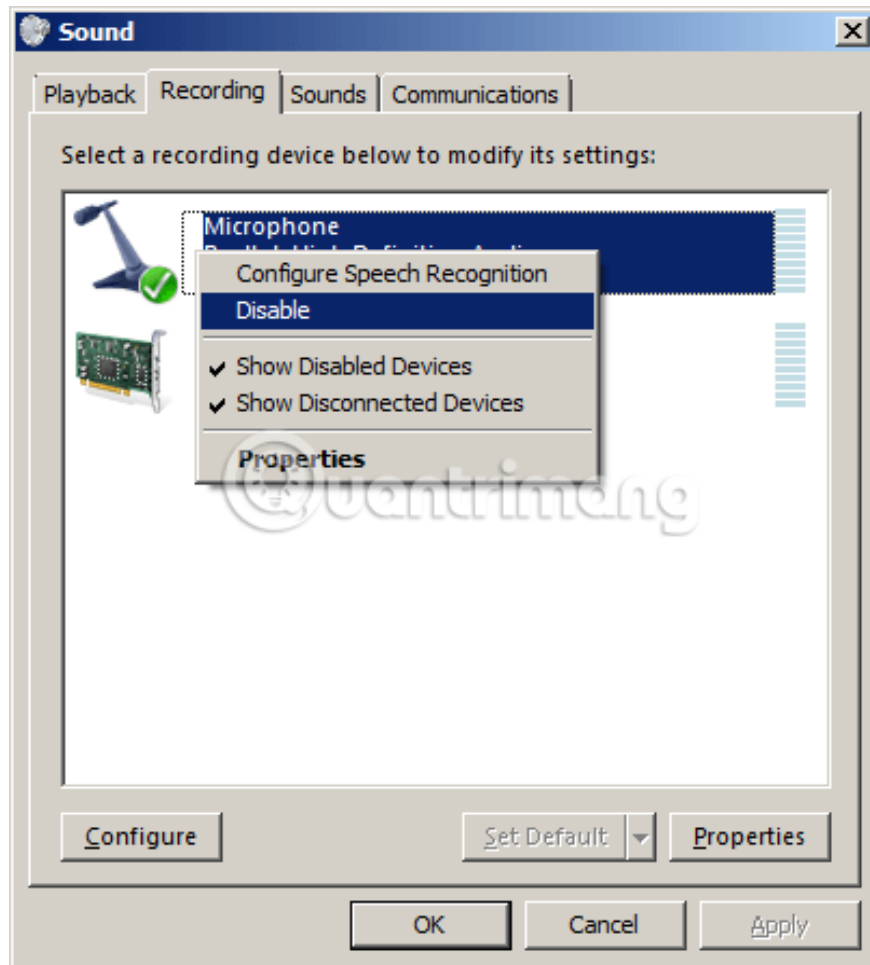 Sound
Playback Recording Sounds Communications
Select a recording device below to modify its settings:
Microphone
Configure Speech Recognition
Disable
Show Disabled Devices
Show Disconnected Devices
Properties
Quantrimang
Configure Set Default Properties
OK Cancel Apply